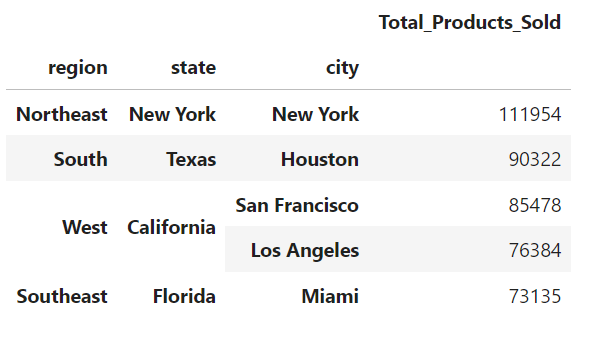 Total_Products_Sold
region state city
Northeast New York New York 111954
South Texas Houston 90322
West California San Francisco 85478
Los Angeles 76384
Southeast Florida Miami 73135